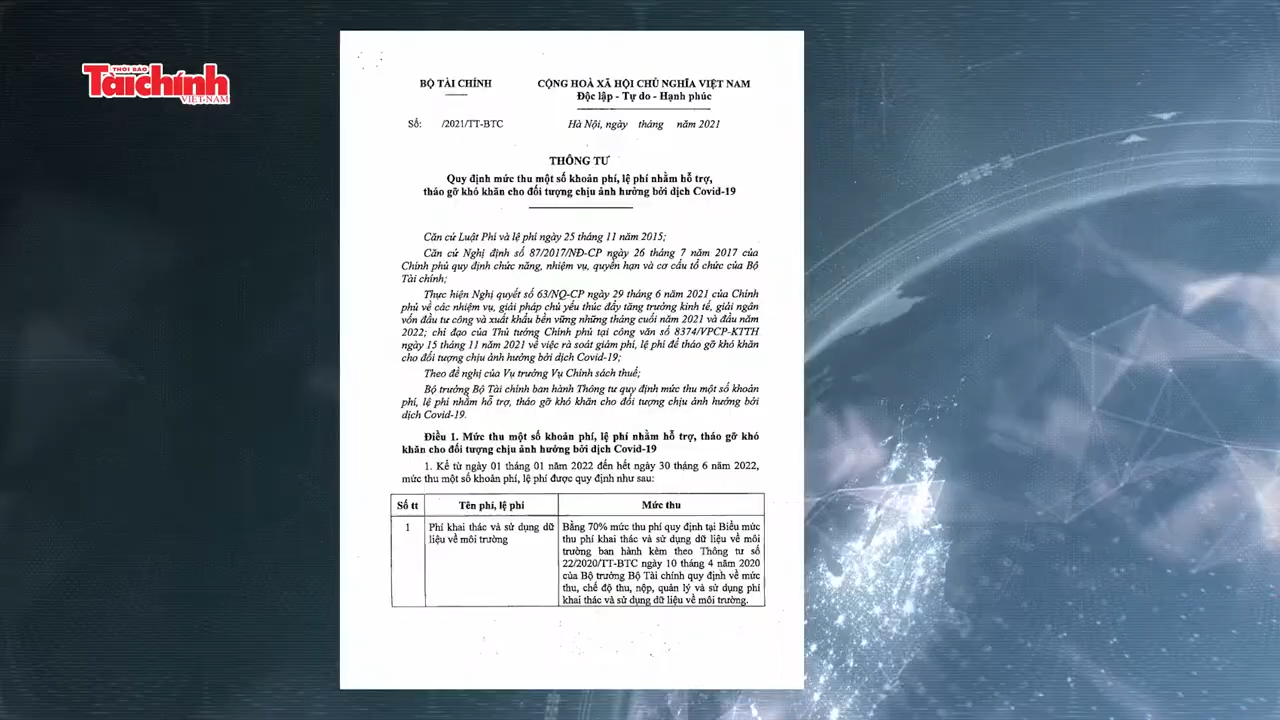 THỜI BÁO
Tàichính
VIỆT NAM
BỘ TÀI CHÍNH
CỘNG HOÀ XÃ HỘI CHỦ NGHĨA VIỆT NAM
Độc lập - Tự do - Hạnh phúc
Số: /2021/TT-BTC
Hà Nội, ngày tháng năm 2021
THÔNG TƯ
Quy định mức thu một số khoản phí, lệ phí nhằm hỗ trợ,
tháo gỡ khó khăn cho đối tượng chịu ảnh hưởng bởi dịch Covid-19
Căn cứ Luật Phí và lệ phí ngày 25 tháng 11 năm 2015;
Căn cứ Nghị định số 87/2017/NĐ-CP ngày 26 tháng 7 năm 2017 của
Chính phủ quy định chức năng, nhiệm vụ, quyền hạn và cơ cấu tổ chức của Bộ
Tài chính;
Thực hiện Nghị quyết số 63/NQ-CP ngày 29 tháng 6 năm 2021 của Chính
phủ về các nhiệm vụ, giải pháp chủ yếu thúc đẩy tăng trưởng kinh tế, giải ngân
vốn đầu tư công và xuất khẩu bền vững những tháng cuối năm 2021 và đầu năm
2022; chỉ đạo của Thủ tướng Chính phủ tại công văn số 8374/VPCP-KTTH
ngày 15 tháng 11 năm 2021 về việc rà soát giảm phí, lệ phí để tháo gỡ khó khăn
cho đối tượng chịu ảnh hưởng bởi dịch Covid-19;
Theo đề nghị của Vụ trưởng Vụ Chính sách thuế;
Bộ trưởng Bộ Tài chính ban hành Thông tư quy định mức thu một số khoản
phí, lệ phí nhằm hỗ trợ, tháo gỡ khó khăn cho đối tượng chịu ảnh hưởng bởi
dịch Covid-19.
Điều 1. Mức thu một số khoản phí, lệ phí nhằm hỗ trợ, tháo gỡ khó
khăn cho đối tượng chịu ảnh hưởng bởi dịch Covid-19
1. Kể từ ngày 01 tháng 01 năm 2022 đến hết ngày 30 tháng 6 năm 2022,
mức thu một số khoản phí, lệ phí được quy định như sau:
Số tt Tên phí, lệ phí Mức thu
1
Phí khai thác và sử dụng dữ
liệu về môi trường
Bằng 70% mức thu phí quy định tại Biểu mức
thu phí khai thác và sử dụng dữ liệu về môi
trường ban hành kèm theo Thông tư số
22/2020/TT-BTC ngày 10 tháng 4 năm 2020
của Bộ trưởng Bộ Tài chính quy định về mức
thu, chế độ thu, nộp, quản lý và sử dụng phí
khai thác và sử dụng dữ liệu về môi trường.